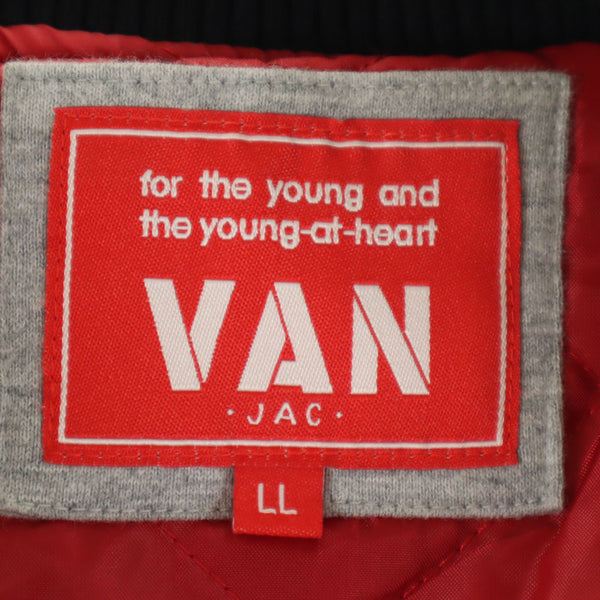 for the young and
the young-at-heart
VAN
· JAC ·
LL